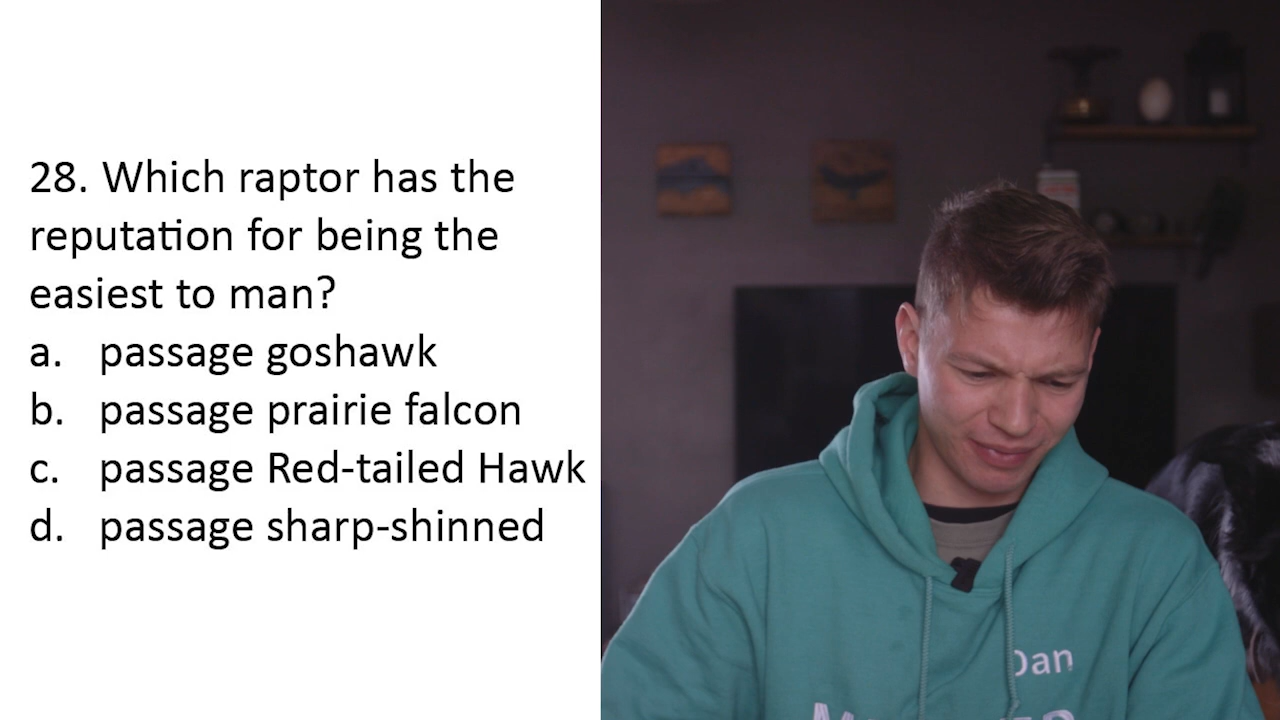 28. Which raptor has the
reputation for being the
easiest to man?
a. passage goshawk
b. passage prairie falcon
c. passage Red-tailed Hawk
d. passage sharp-shinned
Dan